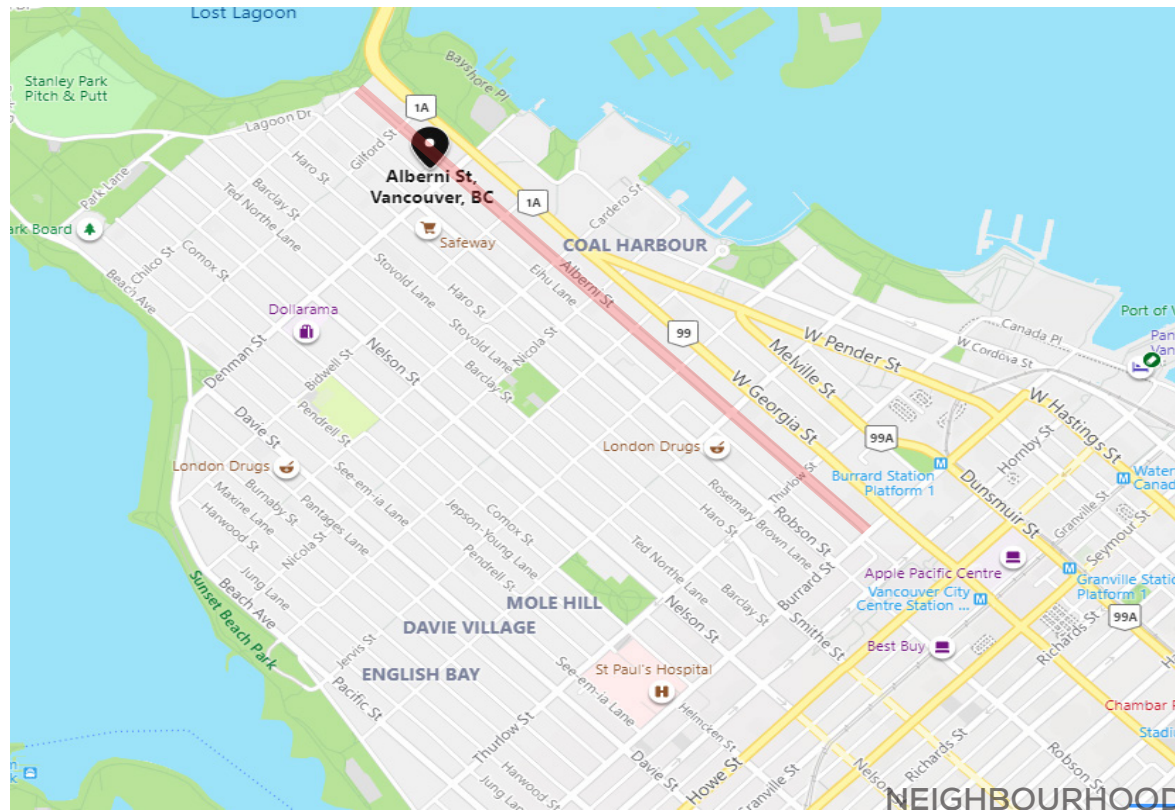 Lost Lagoon
Bayshore Pl
Stanley Park
Pitch & Putt
1A
Lagoon Dr
Gilford St
Alberni St,
Vancouver, BC
Haro St
Park Lane
Barclay St
Ted Northe Lane
1A
Cardero St
ark Board
Safeway
COAL HARBOUR
Chilco St
Comox St
Stovold Lane
Eihu Lane
Alberni St
Beach Ave
Haro St
Dollarama
Port of V
99
Canada Pl
Stovold Lane
Nicola St
W Pender St
W Cordova St
Pan
Van
Denman St
Bidwell St
Nelson St
Barclay St
Melville St
W Georgia St
W Hastings St
Pendrell St
Davie St
London Drugs
99A
Hornby St
London Drugs
See-em-ia Lane
Thurlow St
Burrard Station
Platform 1
Water
Canad
Burnaby St
Maxine Lane
Pantages Lane
Rosemary Brown Lane
Dunsmuir St
Granville St
Harwood St
Nicola St
Jepson-Young Lane
Comox St
Haro St
Robson St
Seymour St
Pendrell St
Ted Northe Lane
Jung Lane
Sunset Beach Park
Beach Ave
Barclay St
Burrard St
Apple Pacific Centre
Granville Stati
Platform 1
Vancouver City
Centre Station ...
MOLE HILL
Nelson St
Smithe St
99A
DAVIE VILLAGE
Jervis St
Richards St
Best Buy
ENGLISH BAY
See-em-ia Lane
St Paul's Hospital
H
Pacific St
Helmcken St
Chambar R
Thurlow St
Stadiu
Davie St
Howe St
Richards St
Robson St
Harwood St
Jung La
Granville St
Nelson
NEIGHBOURHOOD